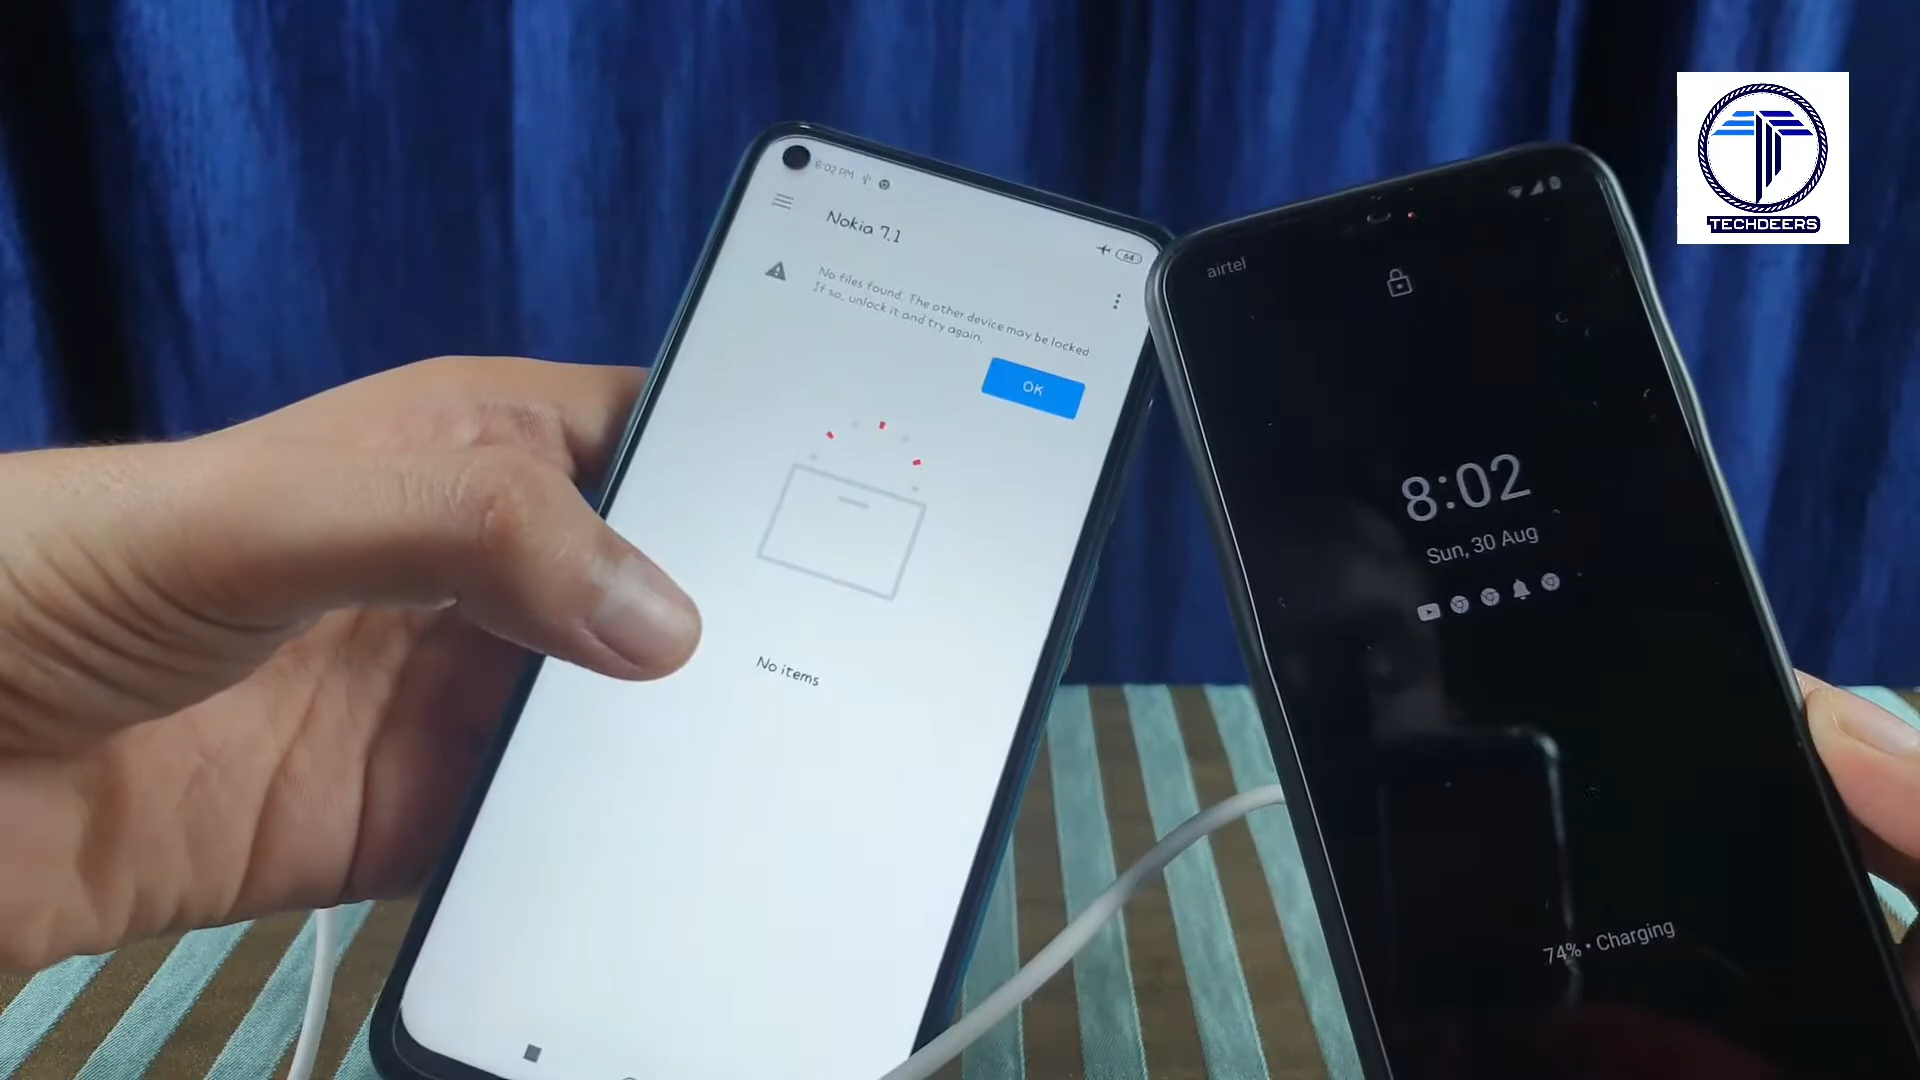 TECHDEERS
8:02 PM
64
Nokia 7.1
No files found. The other device may be locked
If so, unlock it and try again.
OK
No items
airtel
8:02
Sun, 30 Aug
74% • Charging